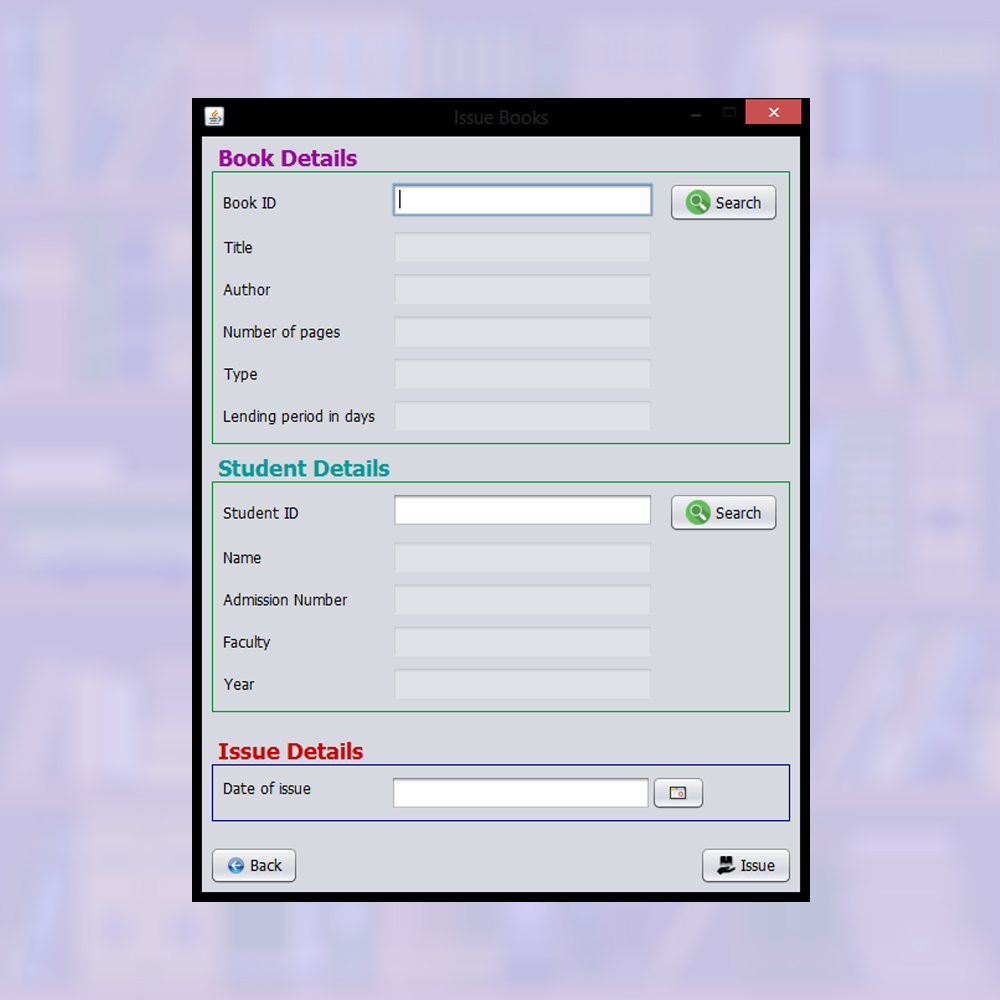 Issue Books
Book Details
Book ID
Search
Title
Author
Number of pages
Type
Lending period in days
Student Details
Student ID
Search
Name
Admission Number
Faculty
Year
Issue Details
Date of issue
Back
Issue